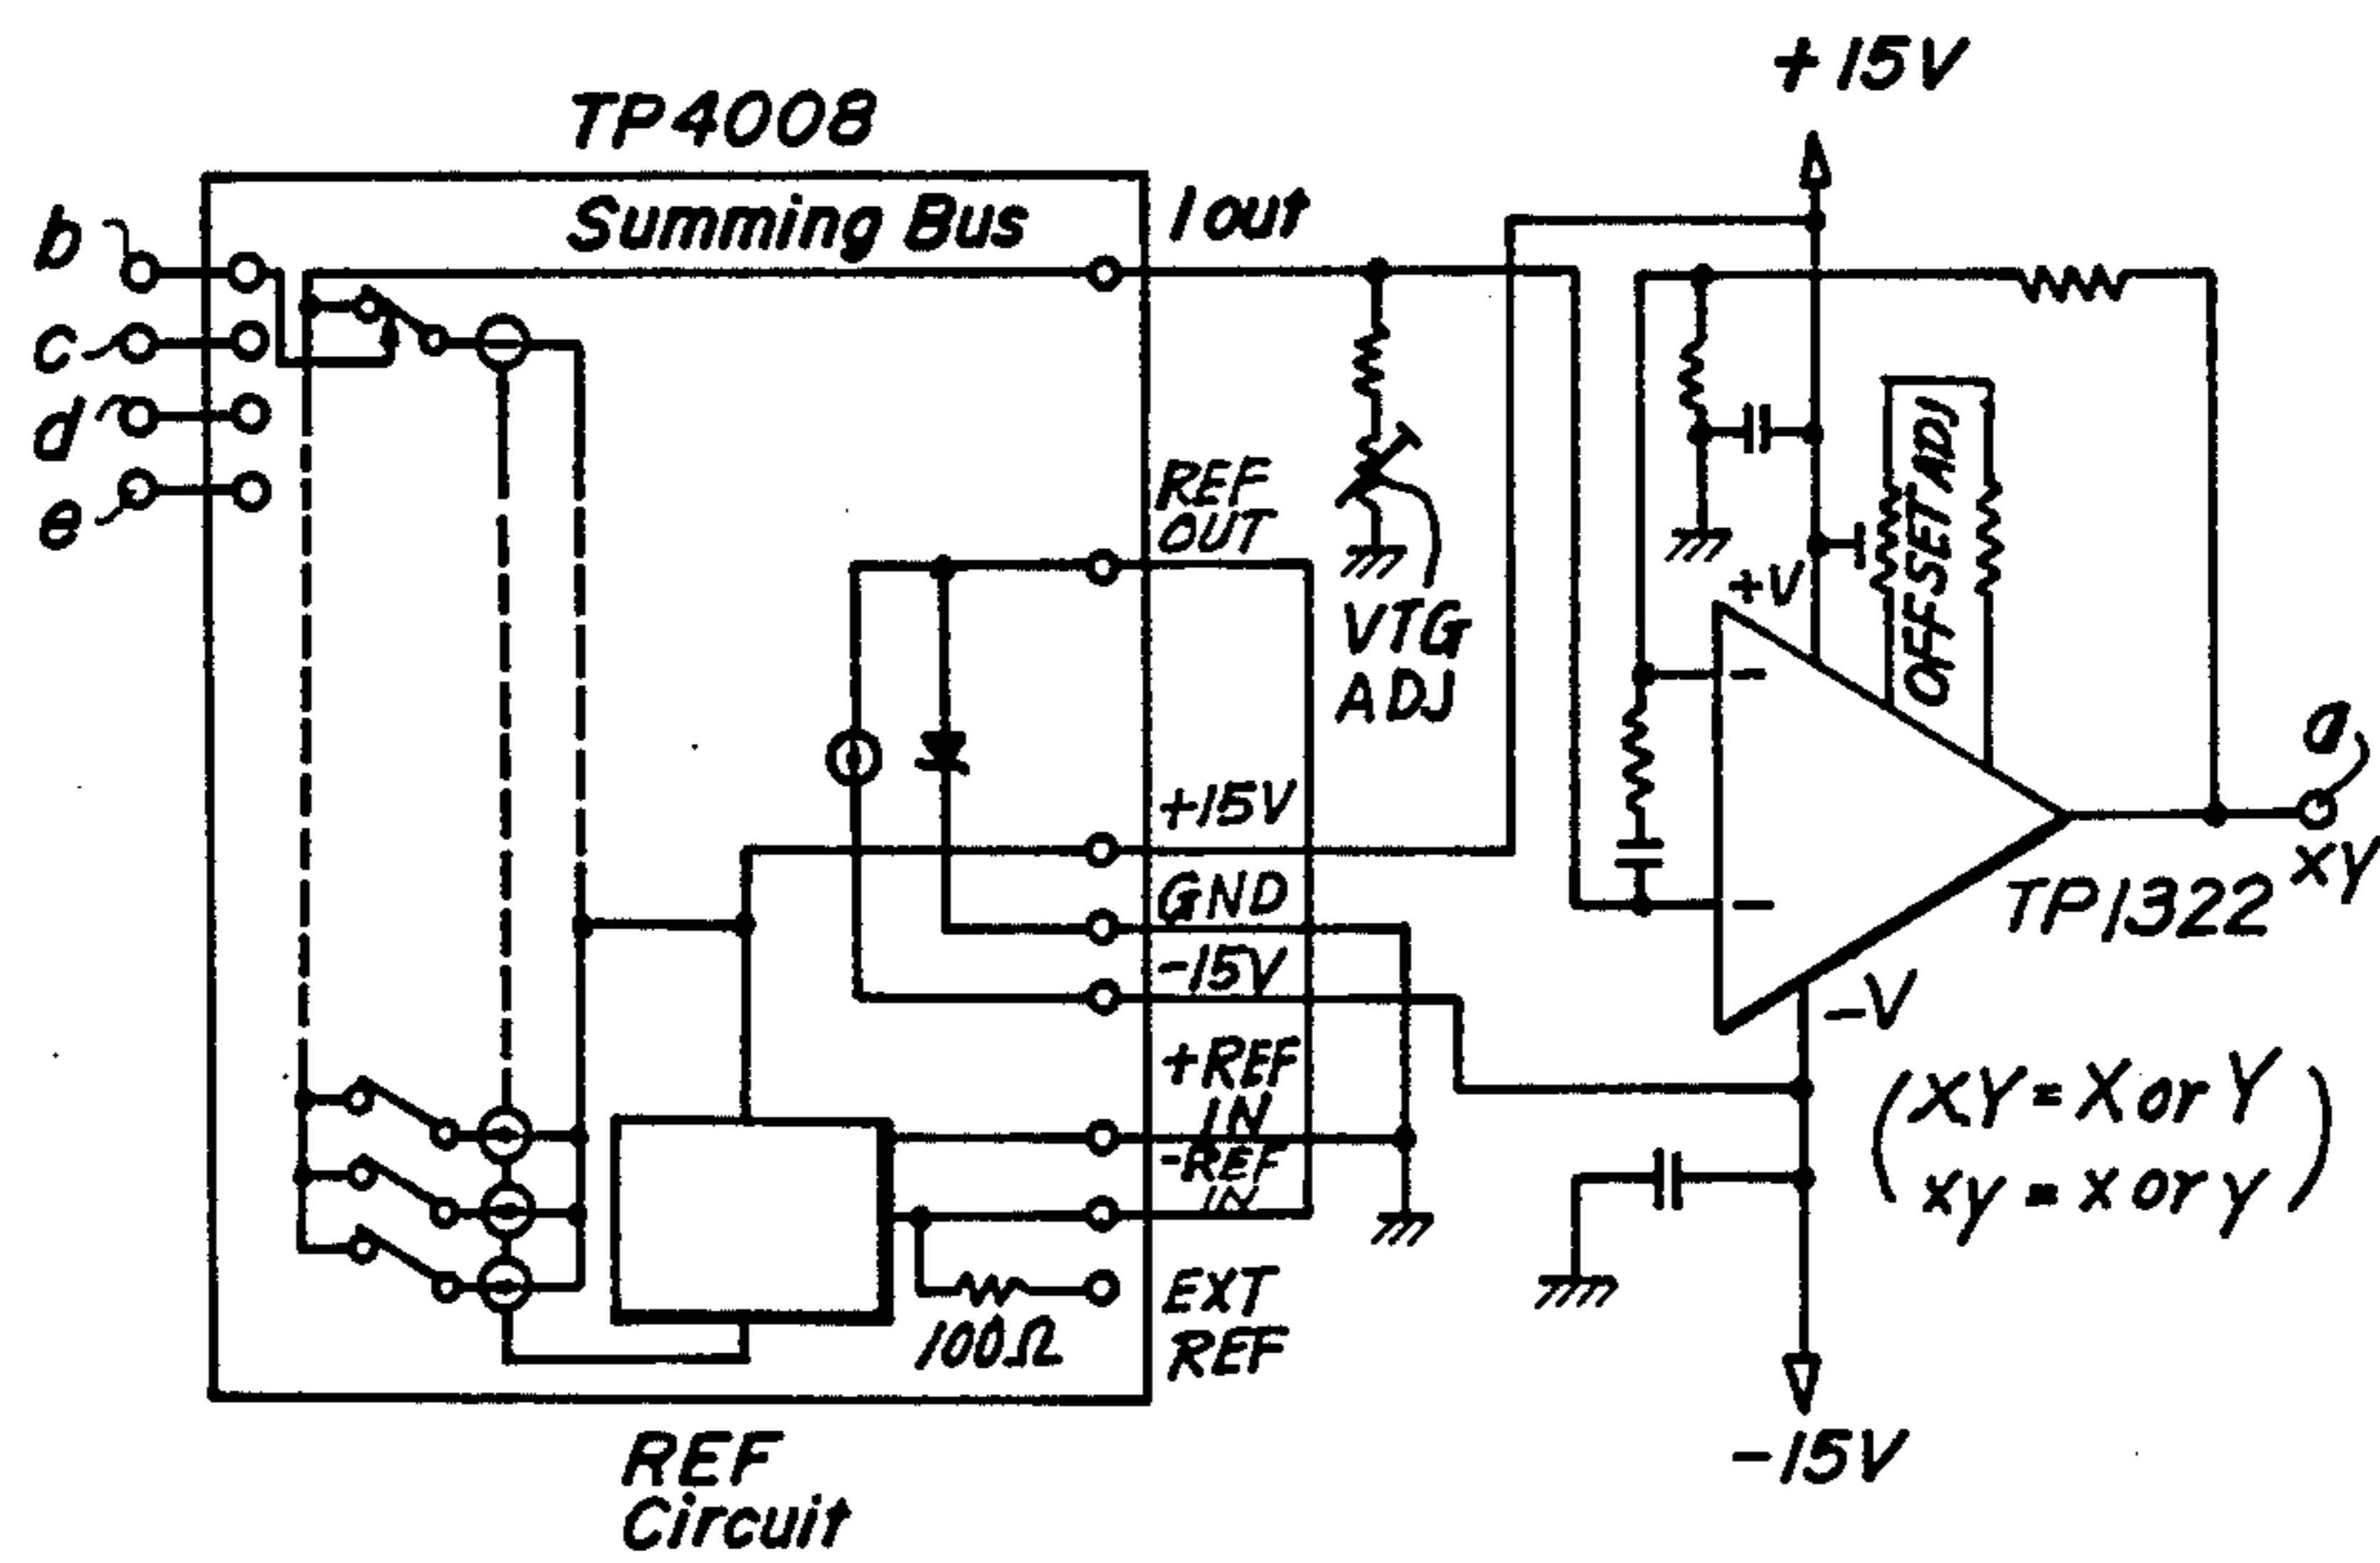 +15V
TP4008
Summing Bus
I out
b
c
d
e
REF
OUT
OFFSET ADJ
+V
VTG
ADJ
-
-
+15V
GND
-15V
+REF
IN
-REF
IN
EXT
REF
100Ω
a
xy
TP1322
-V
(XY = X or Y
xy = x or y)
-15V
REF
Circuit